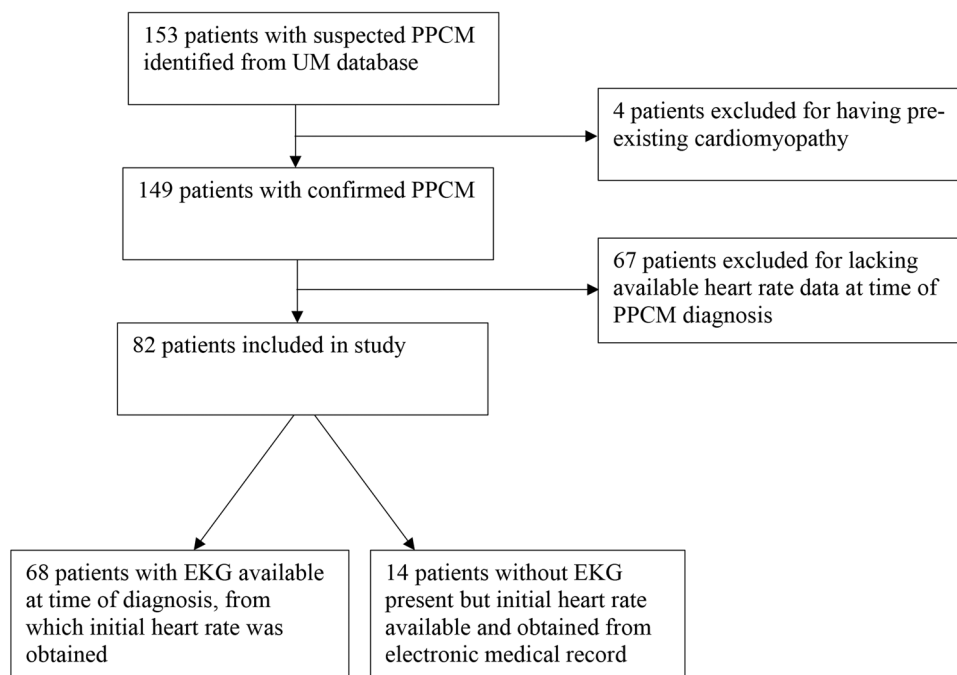 153 patients with suspected PPCM
identified from UM database
4 patients excluded for having pre-
existing cardiomyopathy
149 patients with confirmed PPCM
67 patients excluded for lacking
available heart rate data at time of
PPCM diagnosis
82 patients included in study
68 patients with EKG available
at time of diagnosis, from
which initial heart rate was
obtained
14 patients without EKG
present but initial heart rate
available and obtained from
electronic medical record